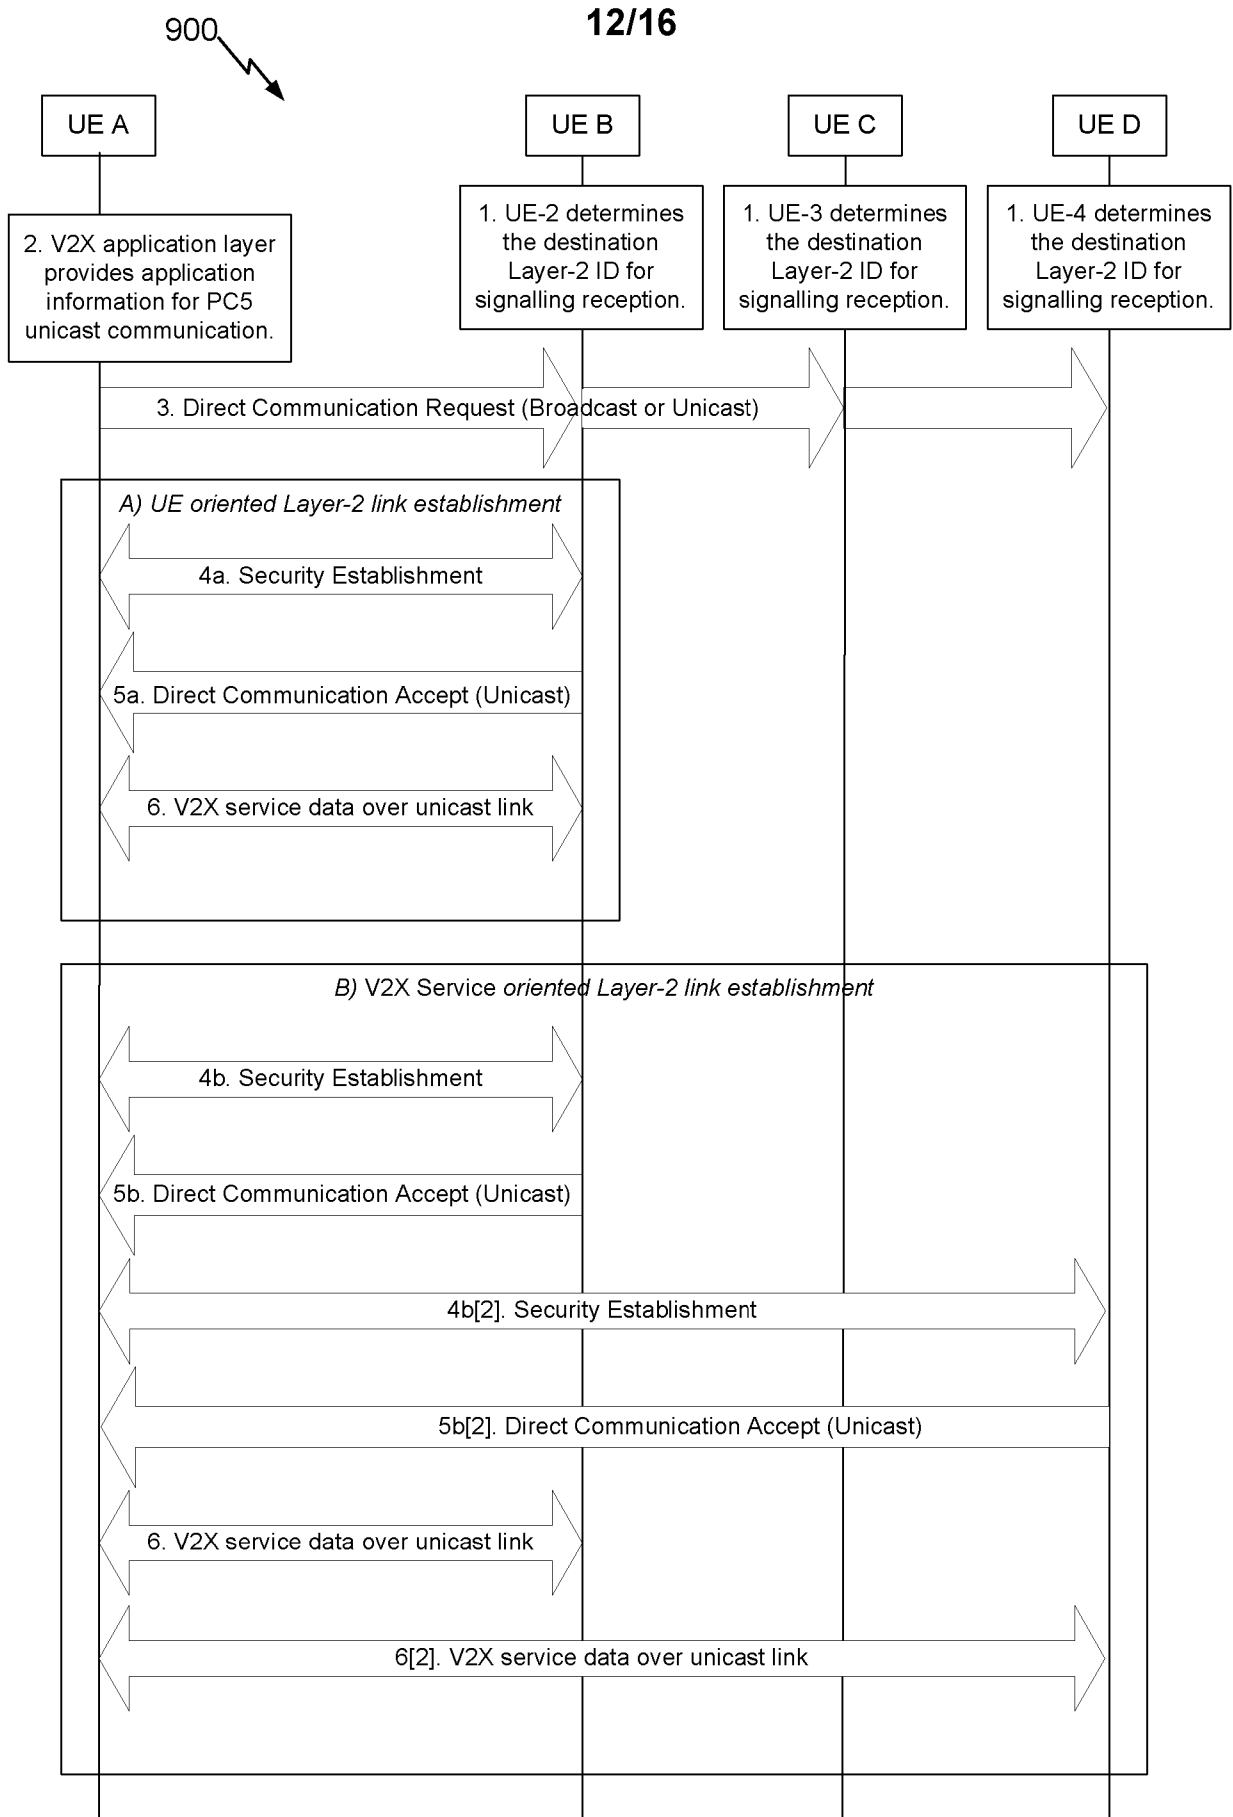 12/16
900
UE A
UE B
UE C
UE D
1. UE-2 determines
the destination
Layer-2 ID for
signalling reception.
1. UE-3 determines
the destination
Layer-2 ID for
signalling reception.
1. UE-4 determines
the destination
Layer-2 ID for
signalling reception.
2. V2X application layer
provides application
information for PC5
unicast communication.
3. Direct Communication Request (Broadcast or Unicast)
A) UE oriented Layer-2 link establishment
4a. Security Establishment
5a. Direct Communication Accept (Unicast)
6. V2X service data over unicast link
B) V2X Service oriented Layer-2 link establishment
4b. Security Establishment
5b. Direct Communication Accept (Unicast)
4b[2]. Security Establishment
5b[2]. Direct Communication Accept (Unicast)
6. V2X service data over unicast link
6[2]. V2X service data over unicast link